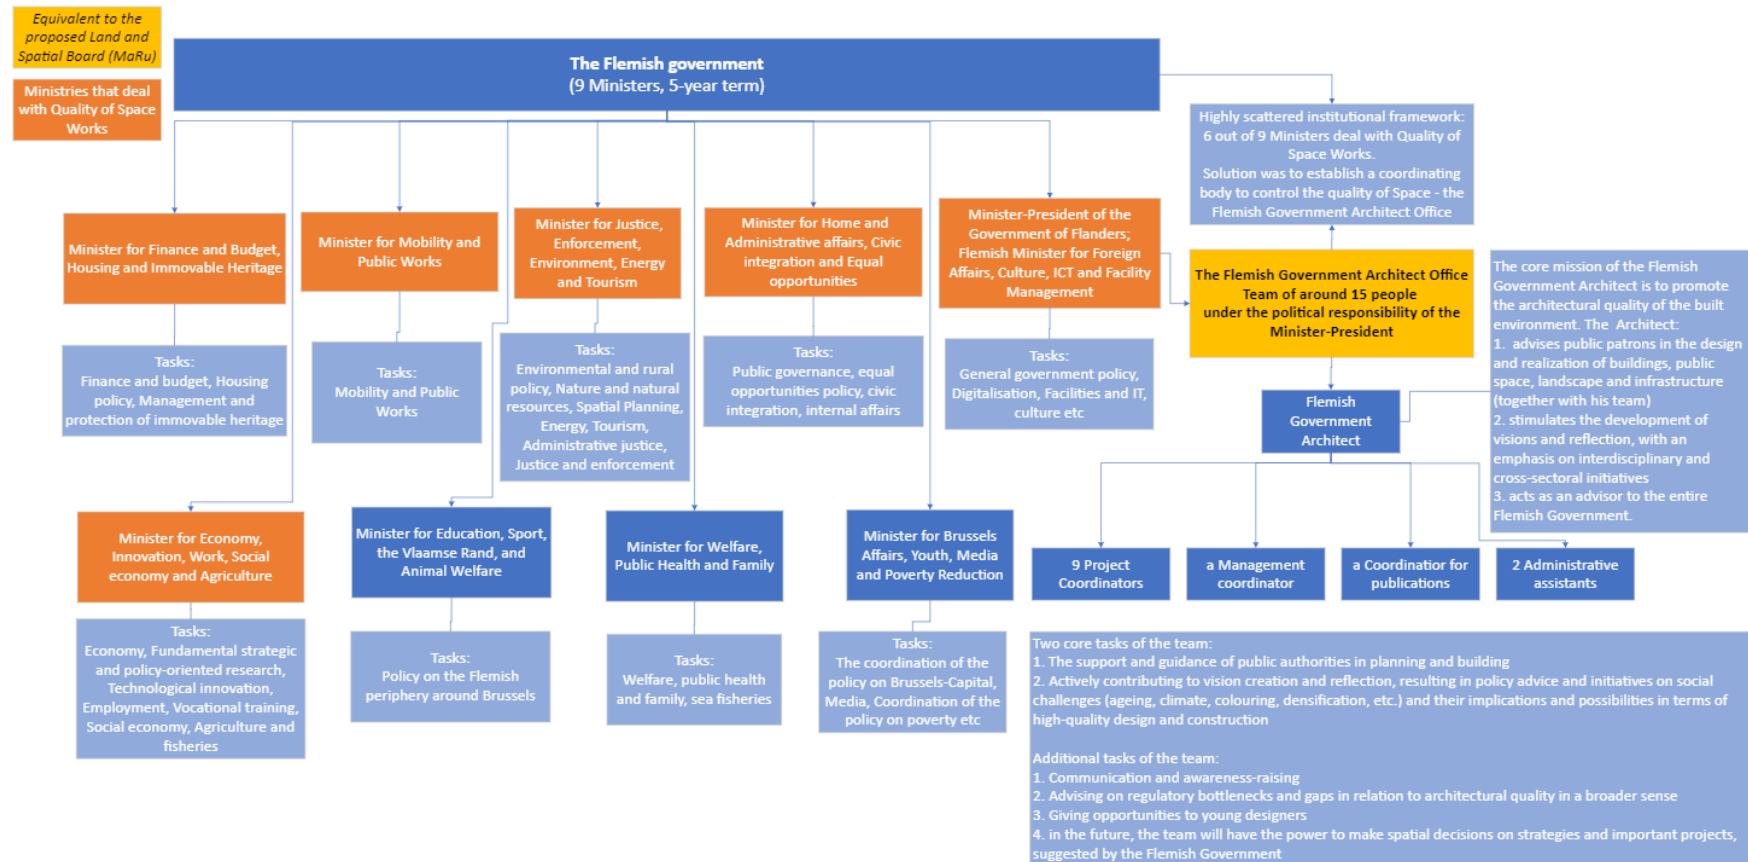 Equivalent to the
proposed Land and
Spatial Board (MaRu)
Ministries that deal
with Quality of Space
Works
The Flemish government
(9 Ministers, 5-year term)
Highly scattered institutional framework:
6 out of 9 Ministers deal with Quality of
Space Works.
Solution was to establish a coordinating
body to control the quality of Space - the
Flemish Government Architect Office
Minister for Finance and Budget,
Housing and Immovable Heritage
Minister for Mobility and
Public Works
Minister for Justice,
Enforcement,
Environment, Energy
and Tourism
Minister for Home and
Administrative affairs, Civic
integration and Equal
opportunities
Minister-President of the
Government of Flanders;
Flemish Minister for Foreign
Affairs, Culture, ICT and Facility
Management
The Flemish Government Architect Office
Team of around 15 people
under the political responsibility of the
Minister-President
The core mission of the Flemish
Government Architect is to promote
the architectural quality of the built
environment. The Architect:
1. advises public patrons in the design
and realization of buildings, public
space, landscape and infrastructure
(together with his team)
2. stimulates the development of
visions and reflection, with an
emphasis on interdisciplinary and
cross-sectoral initiatives
3. acts as an advisor to the entire
Flemish Government.
Tasks:
Finance and budget, Housing
policy, Management and
protection of immovable heritage
Tasks:
Mobility and Public
Works
Tasks:
Environmental and rural
policy, Nature and natural
resources, Spatial Planning,
Energy, Tourism,
Administrative justice,
Justice and enforcement
Tasks:
Public governance, equal
opportunities policy, civic
integration, internal affairs
Tasks:
General government policy,
Digitalisation, Facilities and IT,
culture etc
Flemish
Government
Architect
Minister for Economy,
Innovation, Work, Social
economy and Agriculture
Minister for Education, Sport,
the Vlaamse Rand, and
Animal Welfare
Minister for Welfare,
Public Health and Family
Minister for Brussels
Affairs, Youth, Media
and Poverty Reduction
9 Project
Coordinators
a Management
coordinator
a Coordinatior for
publications
2 Administrative
assistants
Tasks:
Economy, Fundamental strategic
and policy-oriented research,
Technological innovation,
Employment, Vocational training,
Social economy, Agriculture and
fisheries
Tasks:
Policy on the Flemish
periphery around Brussels
Tasks:
Welfare, public health
and family, sea fisheries
Tasks:
The coordination of the
policy on Brussels-Capital,
Media, Coordination of the
policy on poverty etc
Two core tasks of the team:
1. The support and guidance of public authorities in planning and building
2. Actively contributing to vision creation and reflection, resulting in policy advice and initiatives on social
challenges (ageing, climate, colouring, densification, etc.) and their implications and possibilities in terms of
high-quality design and construction
Additional tasks of the team:
1. Communication and awareness-raising
2. Advising on regulatory bottlenecks and gaps in relation to architectural quality in a broader sense
3. Giving opportunities to young designers
4. in the future, the team will have the power to make spatial decisions on strategies and important projects,
suggested by the Flemish Government